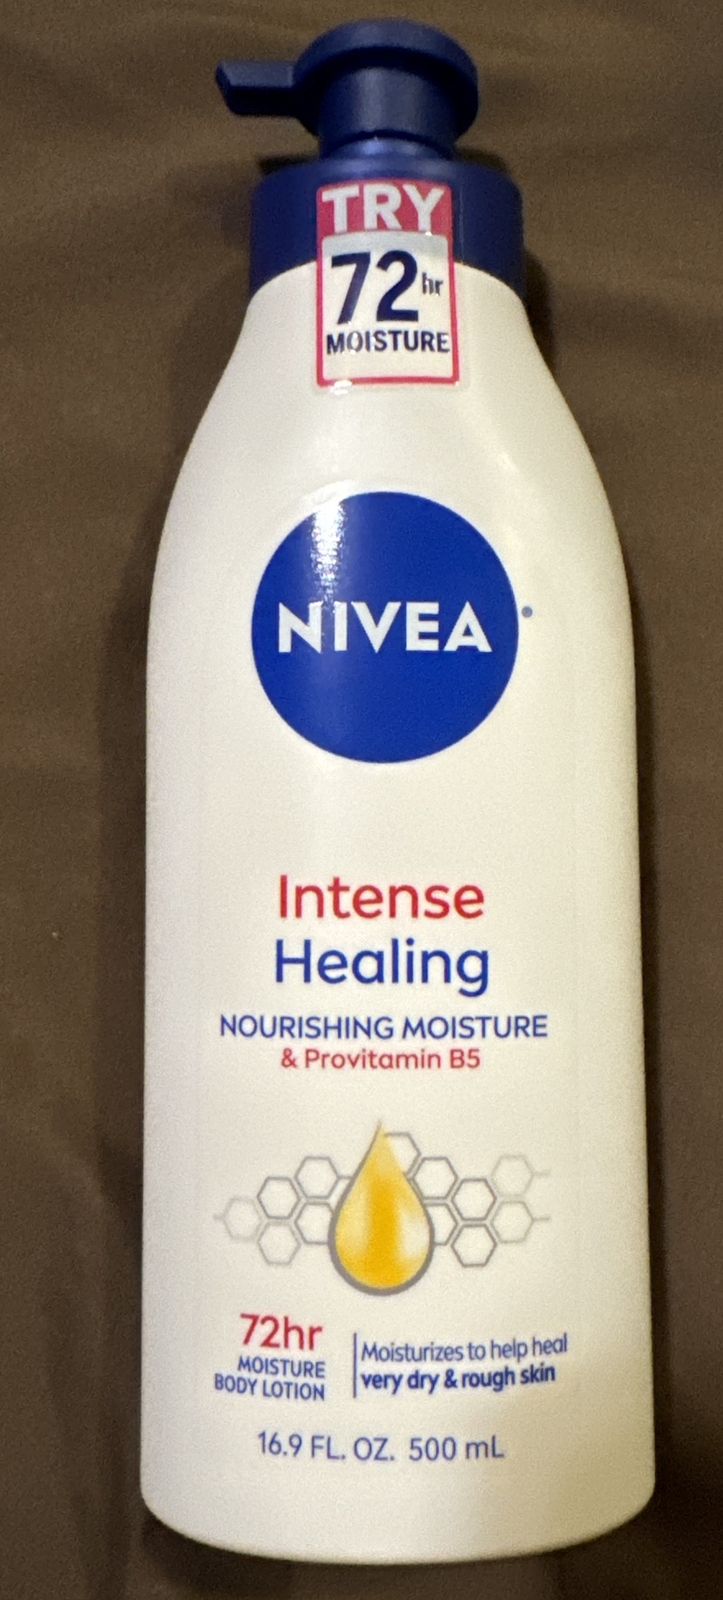 TRY
72hr
MOISTURE
NIVEA
Intense
Healing
NOURISHING MOISTURE
& Provitamin B5
72hr
MOISTURE
BODY LOTION
Moisturizes to help heal
very dry & rough skin
16.9 FL. OZ. 500 mL